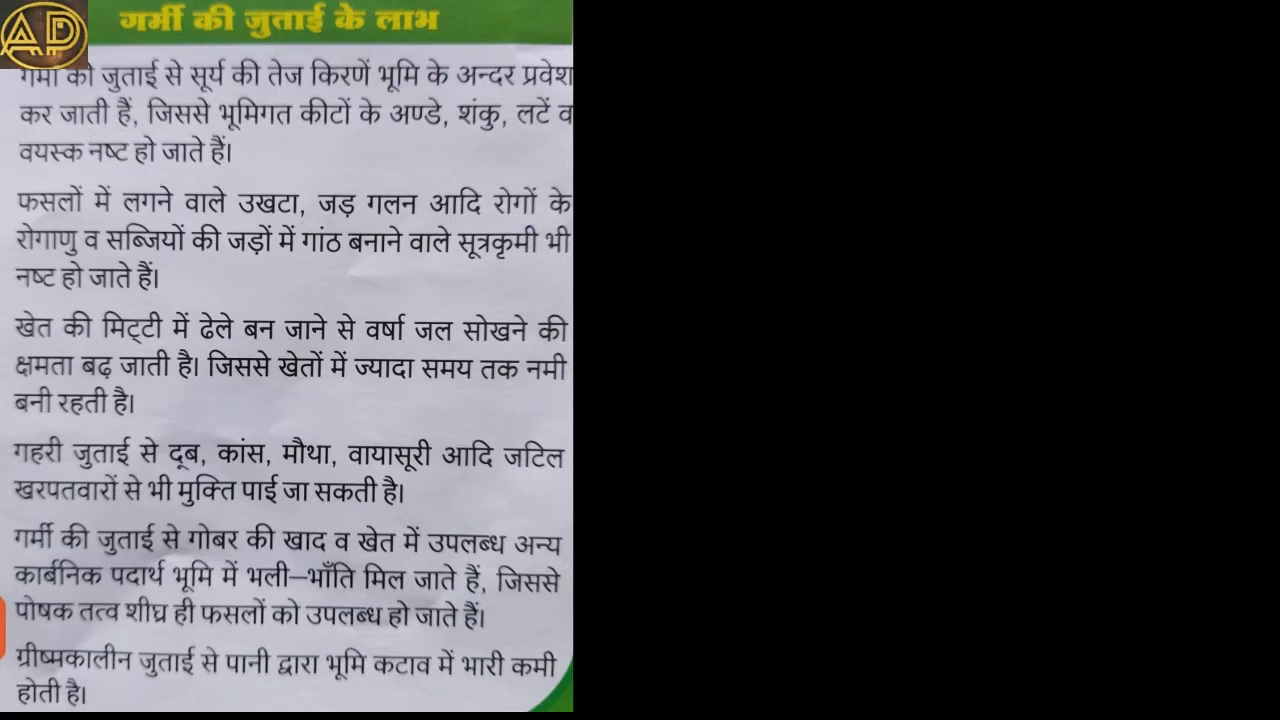 AD
गर्मी की जुताई के लाभ
गर्मी की जुताई से सूर्य की तेज किरणें भूमि के अन्दर प्रवेश
कर जाती हैं, जिससे भूमिगत कीटों के अण्डे, शंकु, लटें व
वयस्क नष्ट हो जाते हैं।
फसलों में लगने वाले उखटा, जड़ गलन आदि रोगों के
रोगाणु व सब्जियों की जड़ों में गांठ बनाने वाले सूत्रकृमी भी
नष्ट हो जाते हैं।
खेत की मिट्टी में ढेले बन जाने से वर्षा जल सोखने की
क्षमता बढ़ जाती है। जिससे खेतों में ज्यादा समय तक नमी
बनी रहती है।
गहरी जुताई से दूब, कांस, मौथा, वायासूरी आदि जटिल
खरपतवारों से भी मुक्ति पाई जा सकती है।
गर्मी की जुताई से गोबर की खाद व खेत में उपलब्ध अन्य
कार्बनिक पदार्थ भूमि में भली–भाँति मिल जाते हैं, जिससे
पोषक तत्व शीघ्र ही फसलों को उपलब्ध हो जाते हैं।
ग्रीष्मकालीन जुताई से पानी द्वारा भूमि कटाव में भारी कमी
होती है।